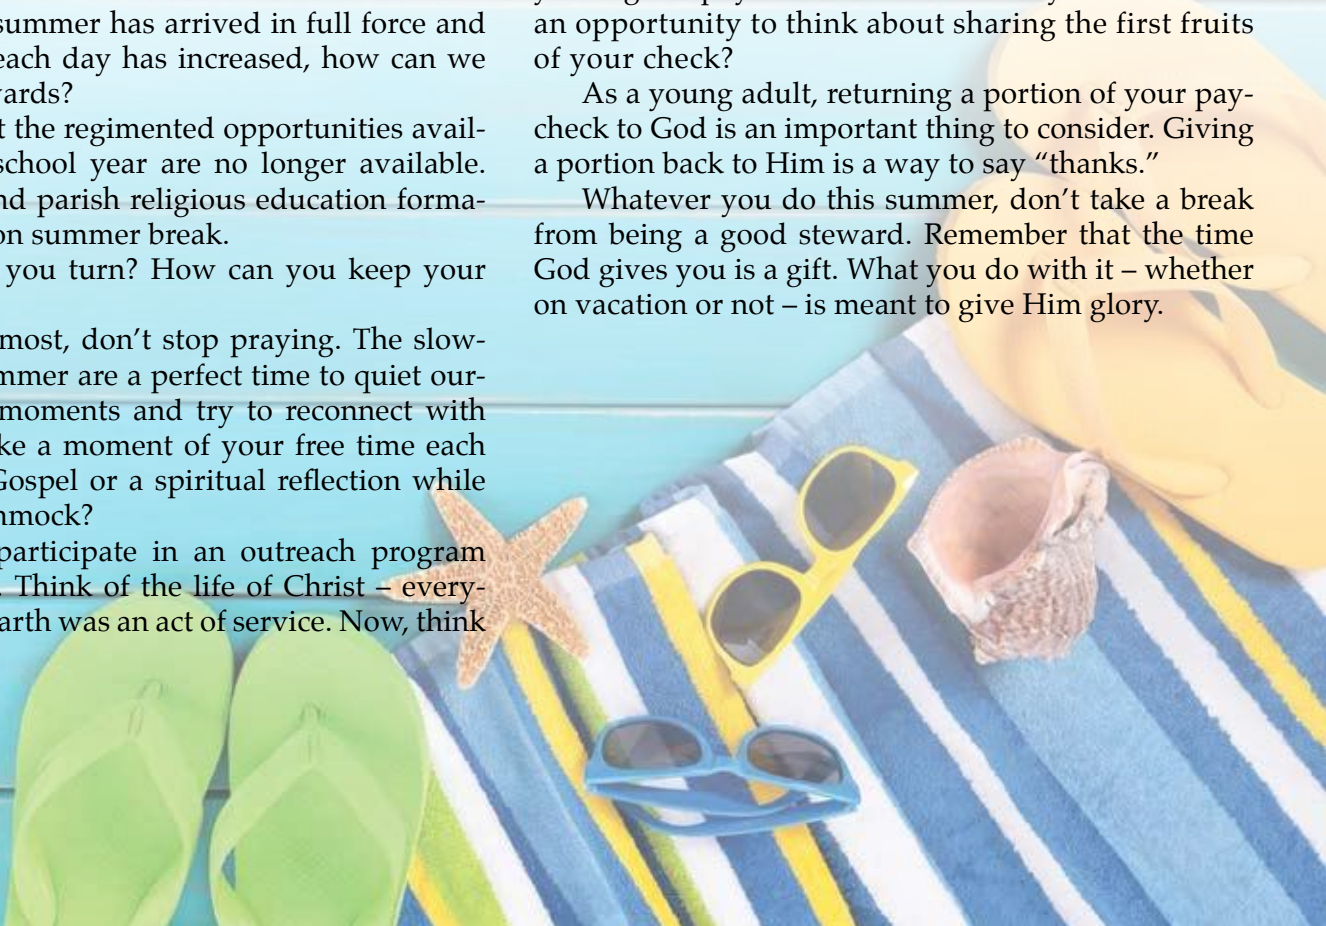 summer has arrived in full force and
each day has increased, how can we
ards?
t the regimented opportunities avail-
school year are no longer available.
nd parish religious education forma-
on summer break.
you turn? How can you keep your
most, don’t stop praying. The slow-
mmer are a perfect time to quiet our-
moments and try to reconnect with
ke a moment of your free time each
Gospel or a spiritual reflection while
mmock?
participate in an outreach program
. Think of the life of Christ – every-
arth was an act of service. Now, think
an opportunity to think about sharing the first fruits
of your check?
As a young adult, returning a portion of your pay-
check to God is an important thing to consider. Giving
a portion back to Him is a way to say “thanks.”
Whatever you do this summer, don’t take a break
from being a good steward. Remember that the time
God gives you is a gift. What you do with it – whether
on vacation or not – is meant to give Him glory.